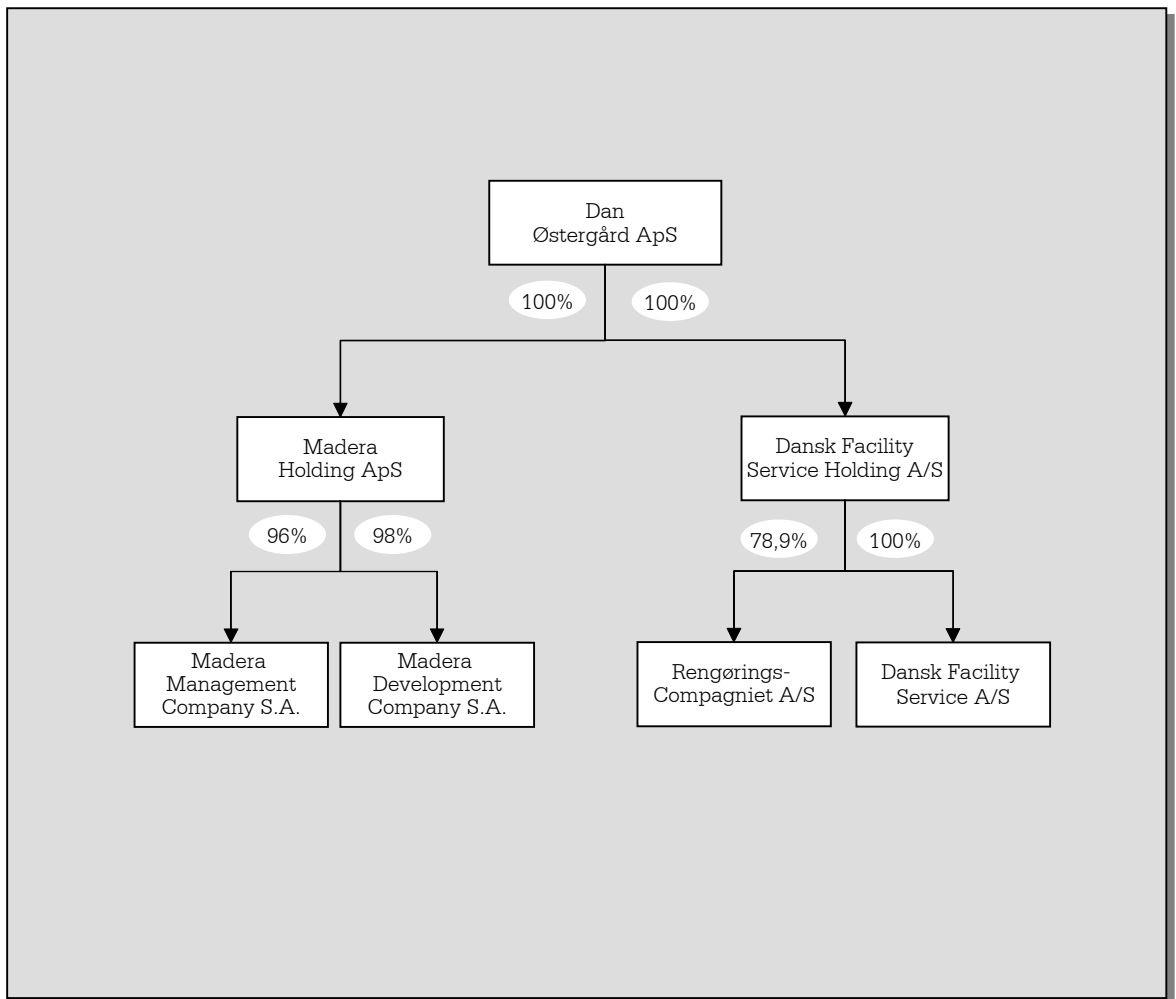 Dan
Østergård ApS
100%
100%
Madera
Holding ApS
Dansk Facility
Service Holding A/S
96%
98%
78,9%
100%
Madera
Management
Company S.A.
Madera
Development
Company S.A.
Rengørings-
Compagniet A/S
Dansk Facility
Service A/S